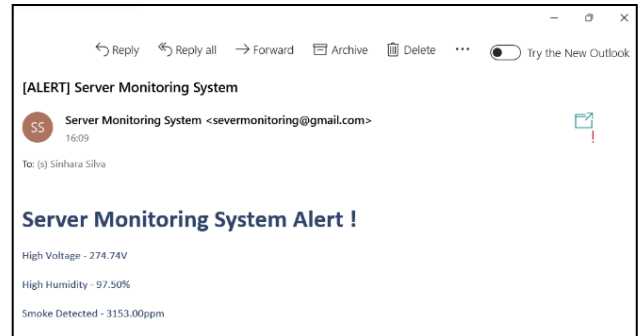 Reply Reply all Forward Archive Delete ... Try the New Outlook
[ALERT] Server Monitoring System
SS Server Monitoring System <severmonitoring@gmail.com>
16:09
To: (s) Sinhara Silva
Server Monitoring System Alert !
High Voltage - 274.74V
High Humidity - 97.50%
Smoke Detected - 3153.00ppm